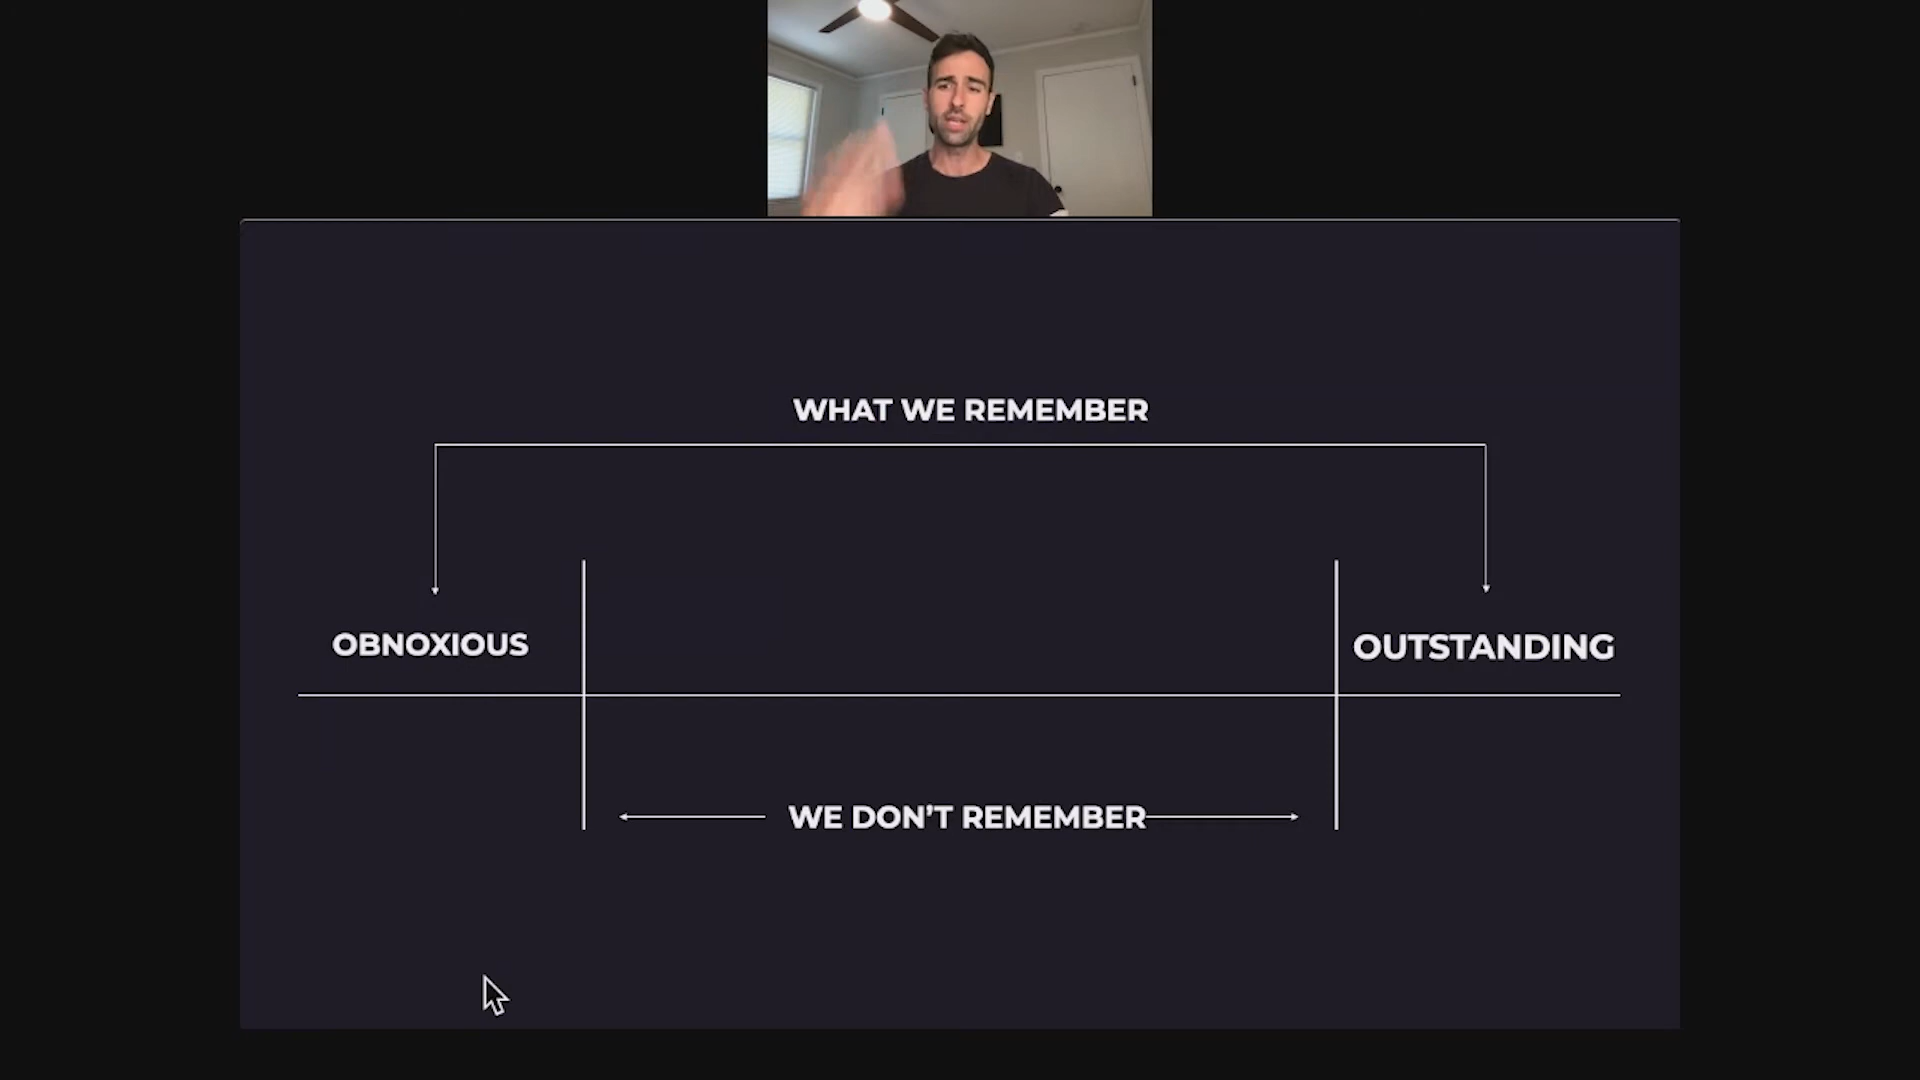 WHAT WE REMEMBER
OBNOXIOUS
OUTSTANDING
WE DON’T REMEMBER